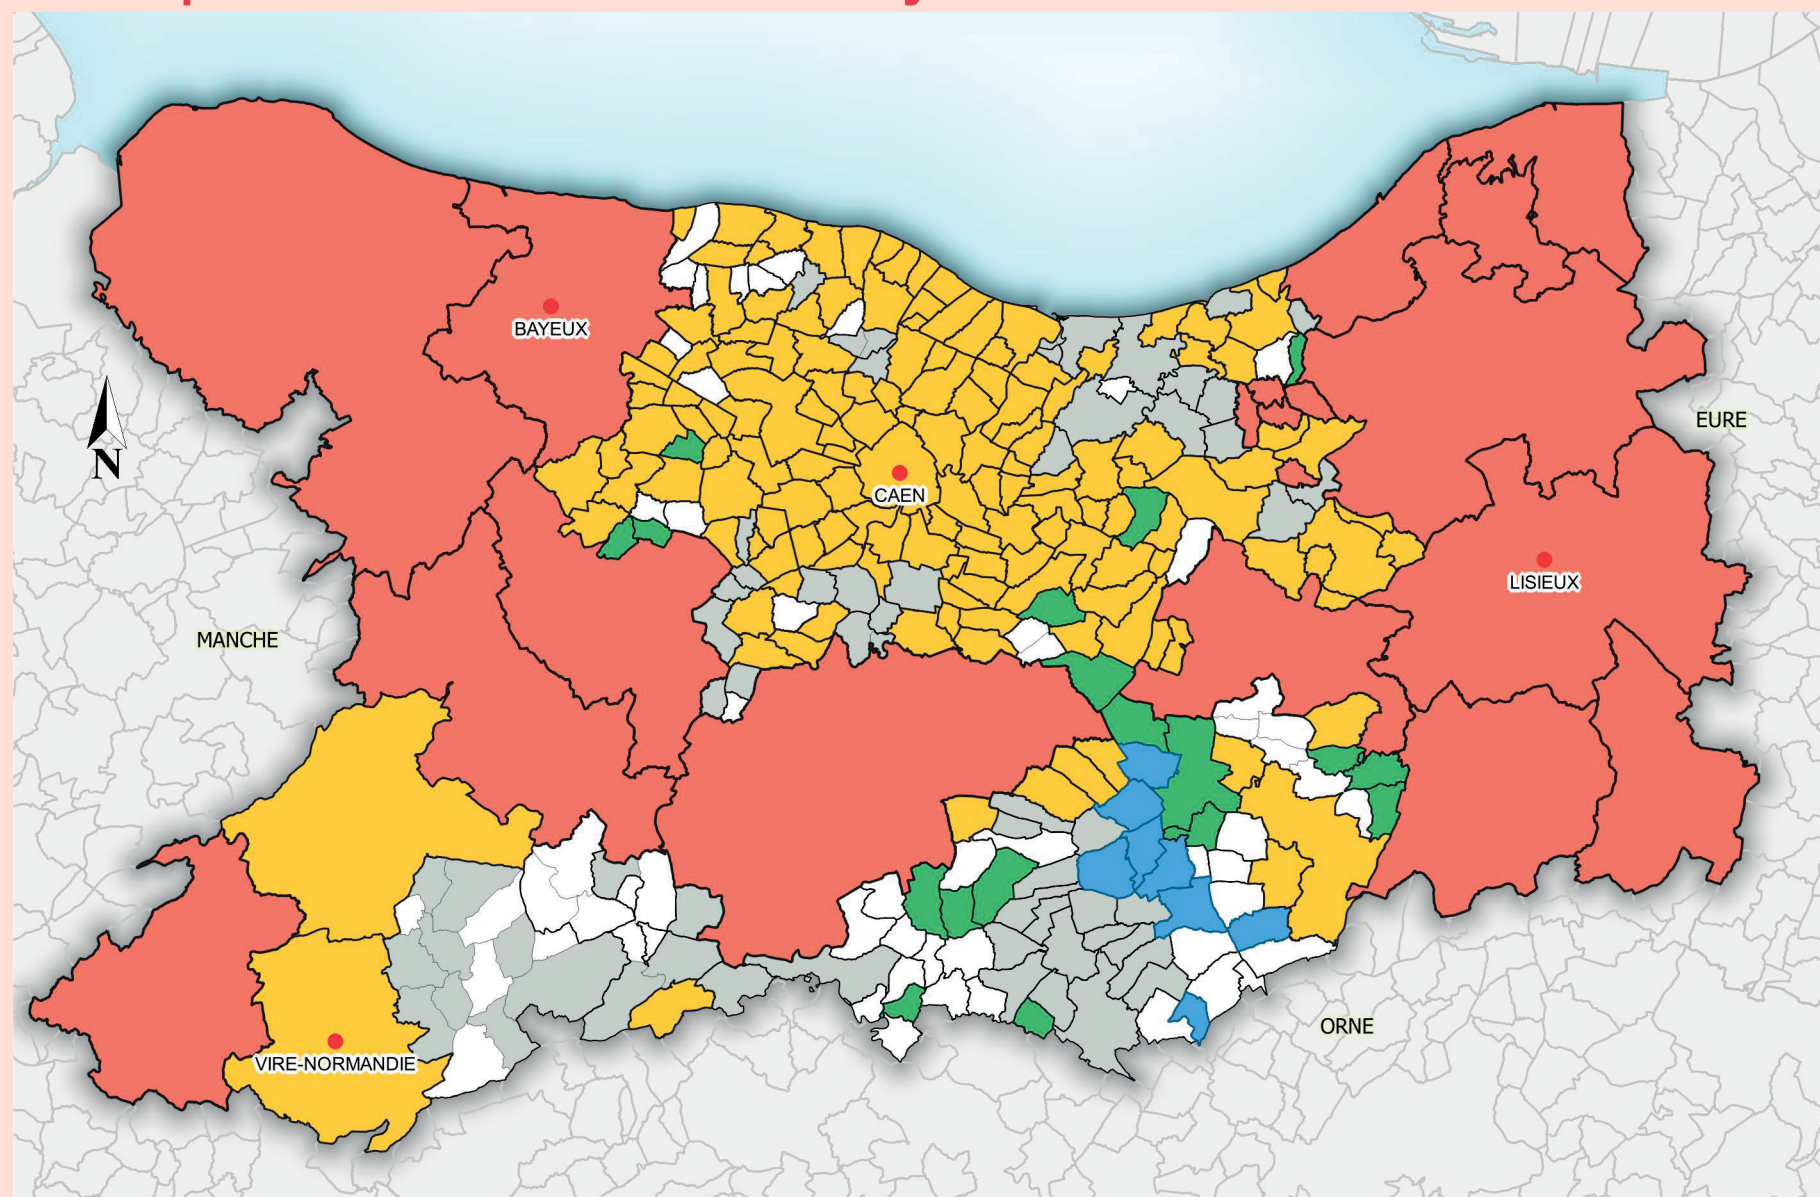 BAYEUX
EURE
N
CAEN
LISIEUX
MANCHE
ORNE
VIRE-NORMANDIE